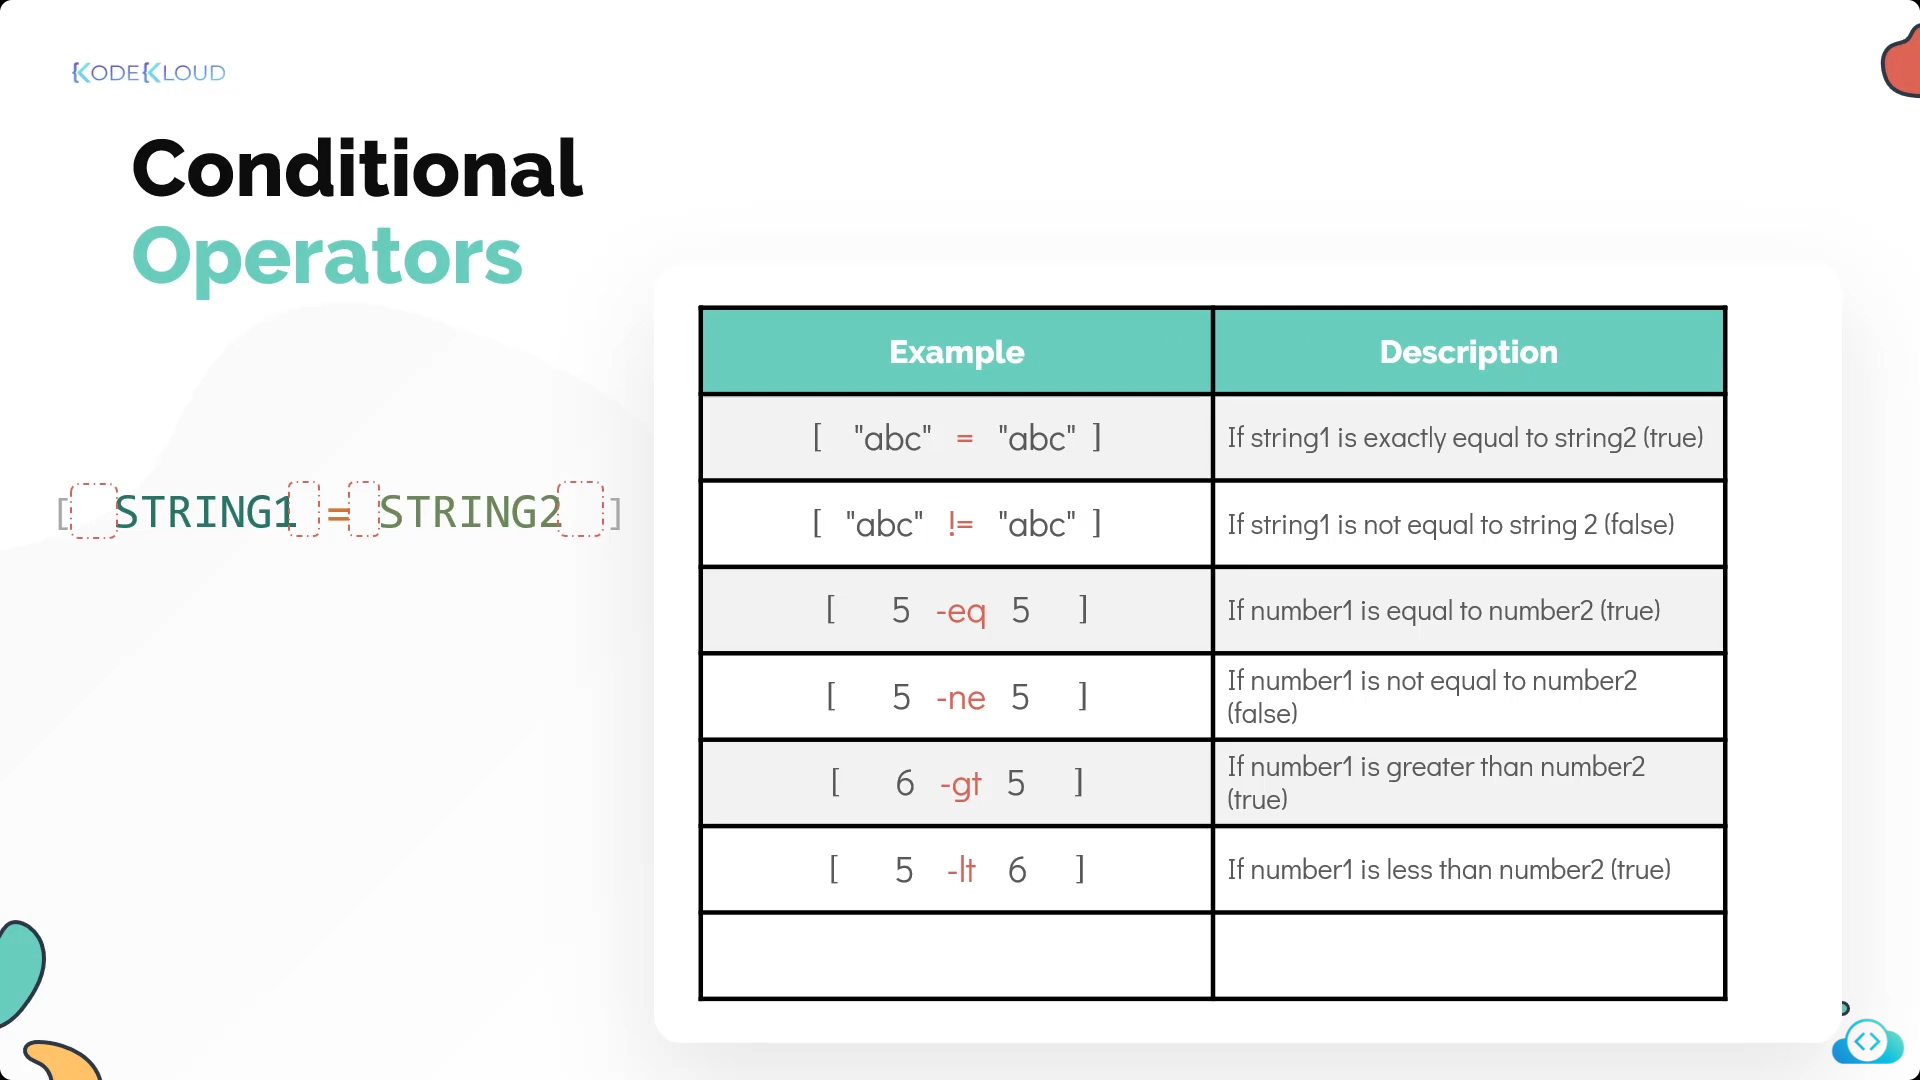 KODEKLOUD
Conditional
Operators
[ STRING1 = STRING2 ]
Example Description
[ "abc" = "abc" ] If string1 is exactly equal to string2 (true)
[ "abc" != "abc" ] If string1 is not equal to string 2 (false)
[ 5 -eq 5 ] If number1 is equal to number2 (true)
[ 5 -ne 5 ] If number1 is not equal to number2
(false)
[ 6 -gt 5 ] If number1 is greater than number2
(true)
[ 5 -lt 6 ] If number1 is less than number2 (true)